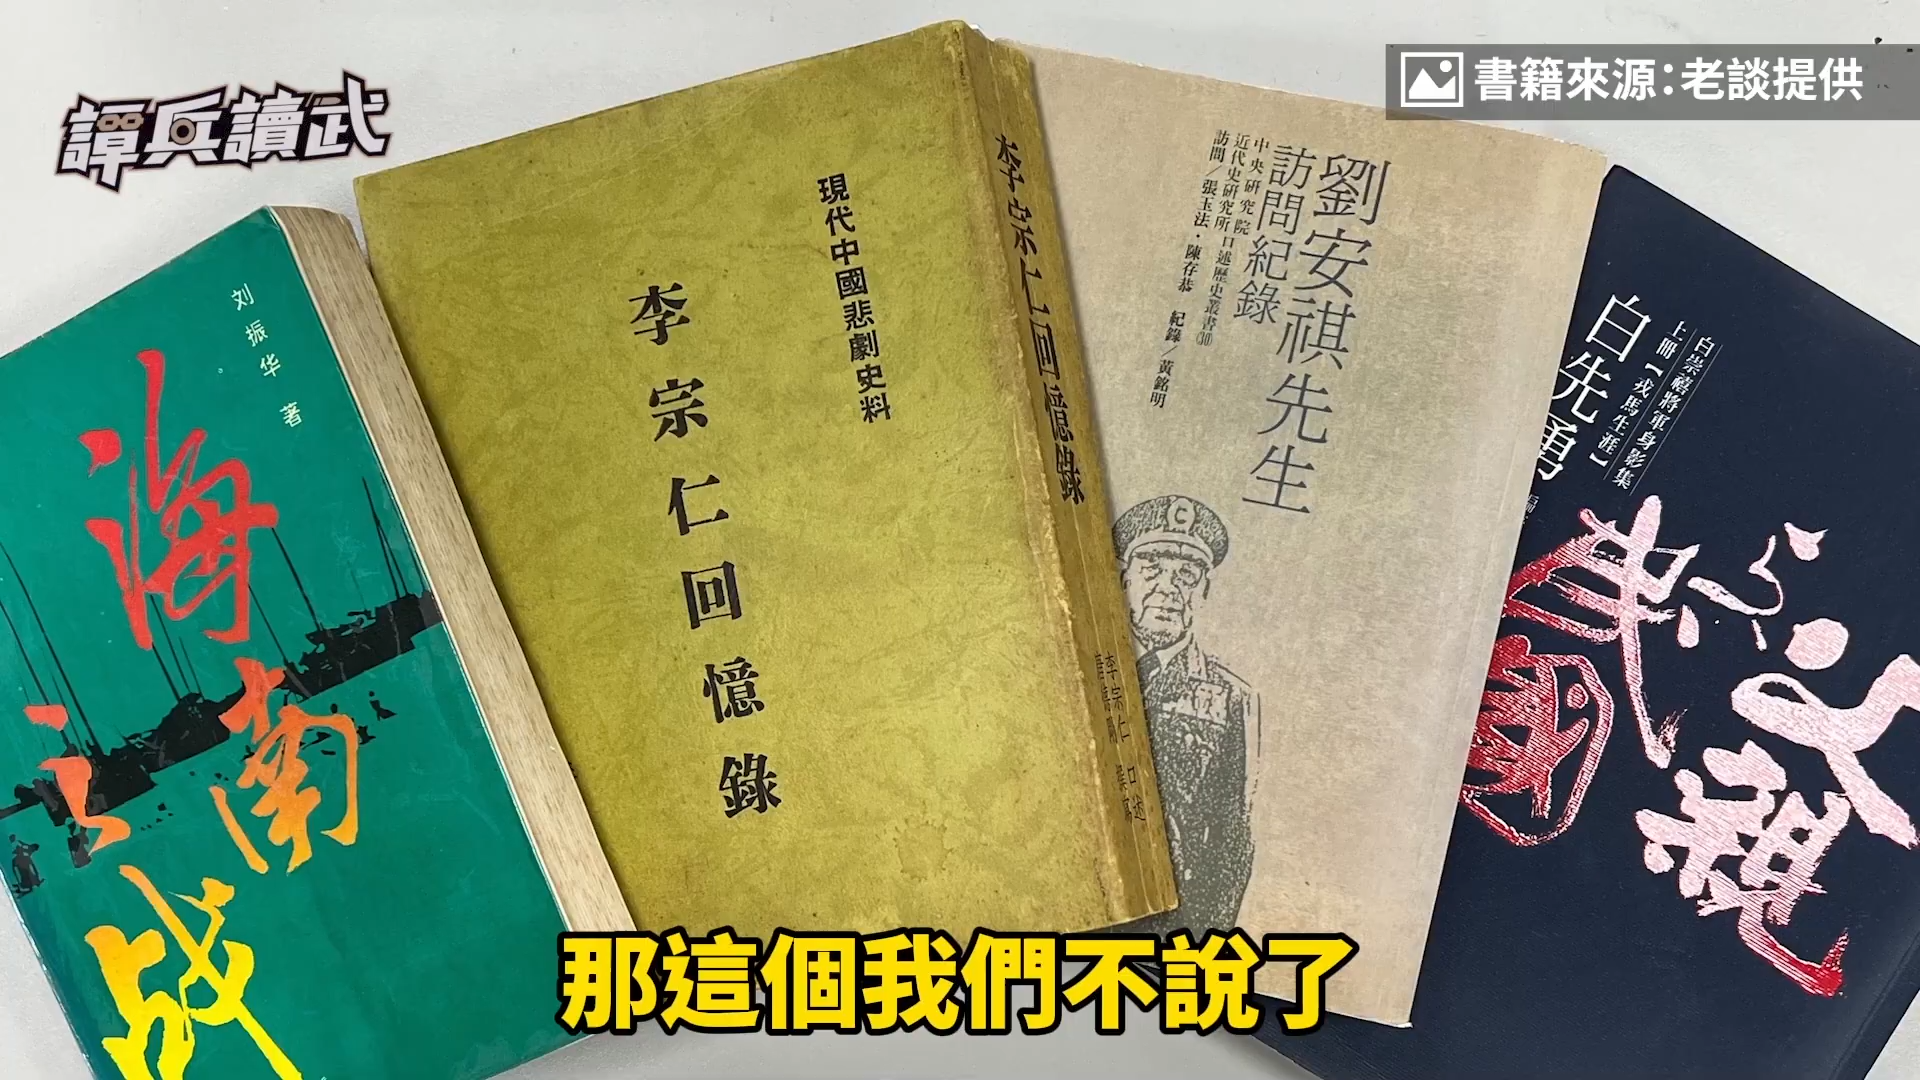 譚兵讀武
書籍來源：老談提供
刘振华 著
海南之战
現代中國悲劇史料
李宗仁回憶錄
李宗仁回憶錄
李宗仁 口述
唐德剛 撰寫
劉安祺先生
訪問紀錄
中央研究院
近代史研究所口述歷史叢書(30)
訪問／張玉法・陳存恭 紀錄／黃銘明
白崇禧將軍身影集
上冊【戎馬生涯】
白先勇
父親
與民國
那這個我們不說了